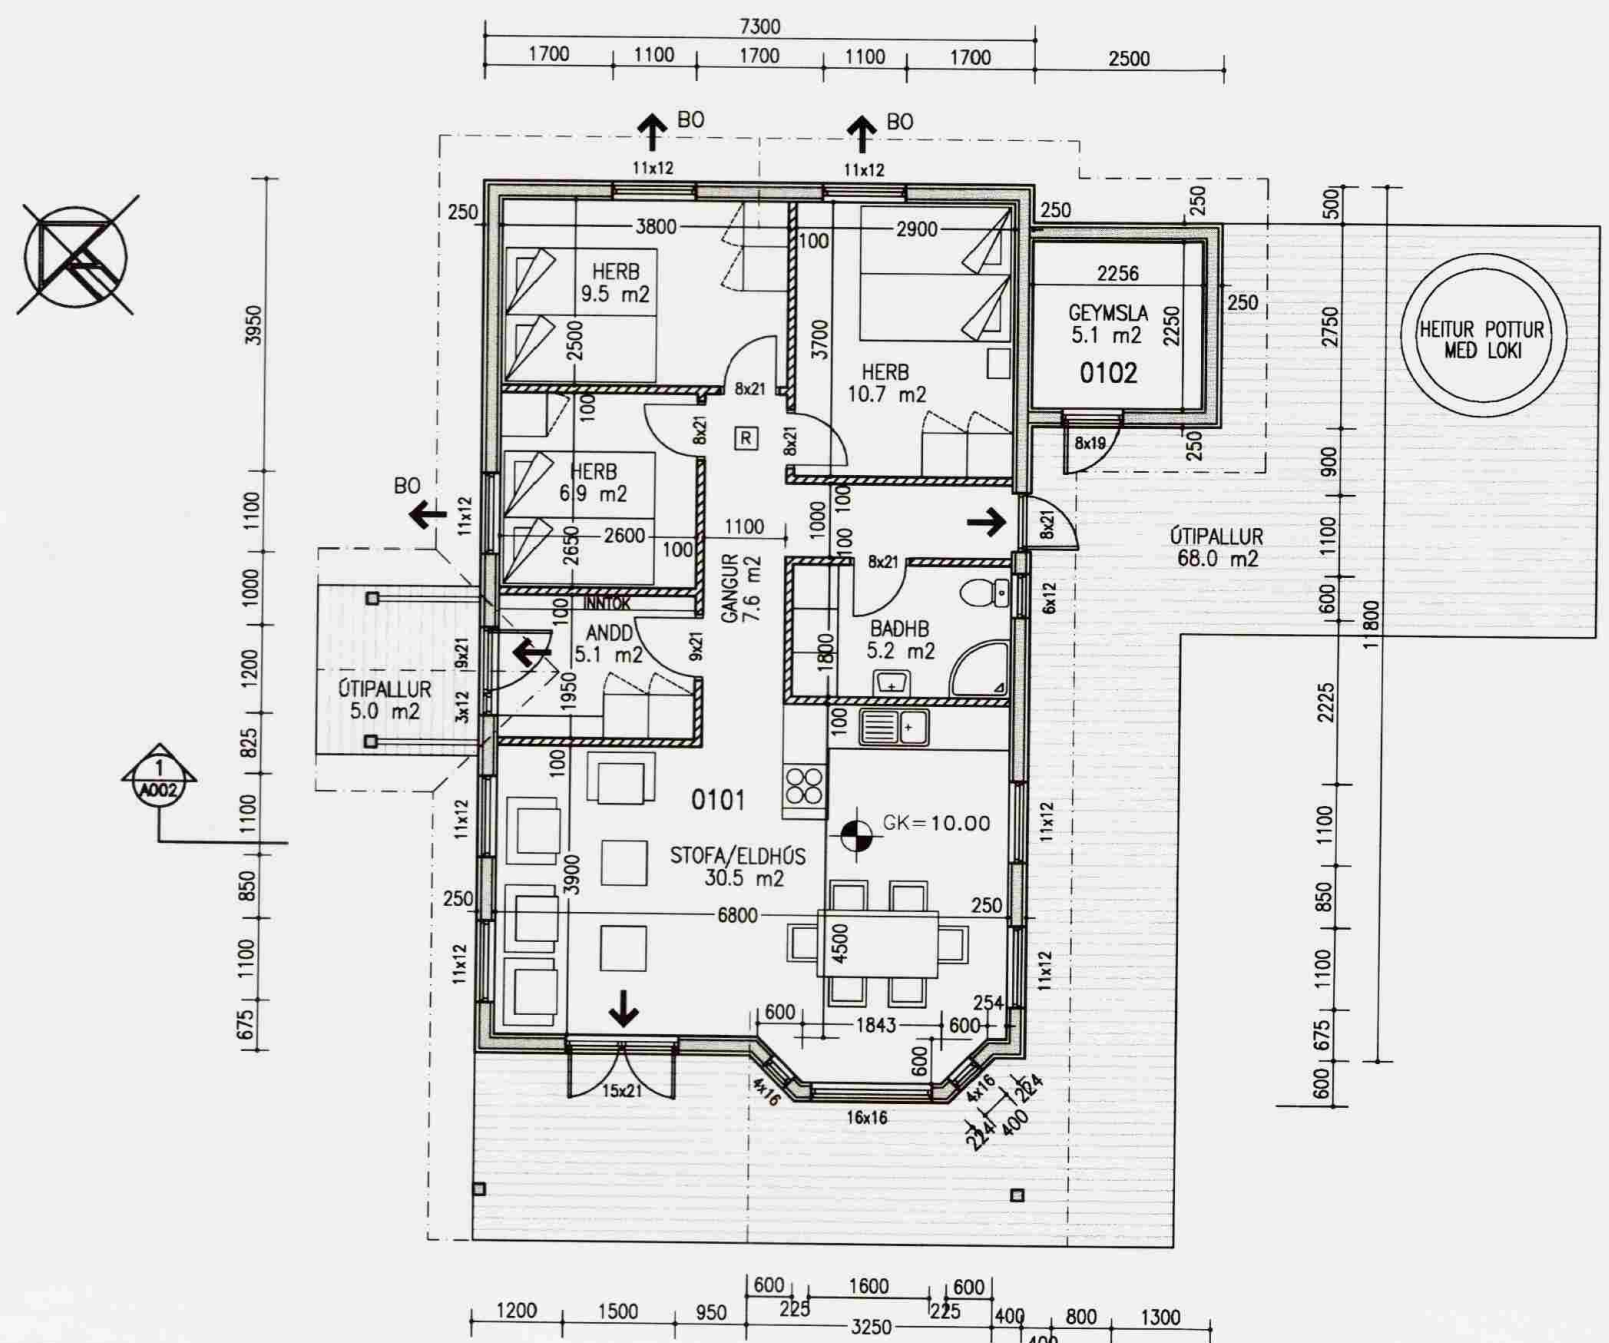 7300
1700 1100 1700 1100 1700 2500
BO BO
11x12 11x12
250 3800 100 2900 250 250 500
HERB
9.5 m2
2500
3700
HERB
10.7 m2
2256
250
GEYMSLA
5.1 m2
2250
0102
2750
HEITUR POTTUR
MED LOKI
3950
8x21
100
8x21
R
8x21
8x19
250
900
HERB
6.9 m2
BO
11x12
1100
2600
2650
100
1100
1000
100
100
8x21
8x21
1100
ÚTIPALLUR
68.0 m2
GANGUR
7.6 m2
1000
INNTÖK
100
ANDD
5.1 m2
9x21
9x21
3x12
1950
1200
BADHB
5.2 m2
1800
6x12
600
11800
2225
ÚTIPALLUR
5.0 m2
825
100
100
1
A002
0101
GK=10.00
STOFA/ELDHÚS
30.5 m2
1100
11x12
11x12
1100
3900
850
250 6800 250
850
4500
1100
11x12
11x12
1100
254
600 1843 600
600
675
675
600
15x21
4x16
16x16
4x16
224
400
224
600 1600 600
225 225
1200 1500 950 3250 400 800 1300
400